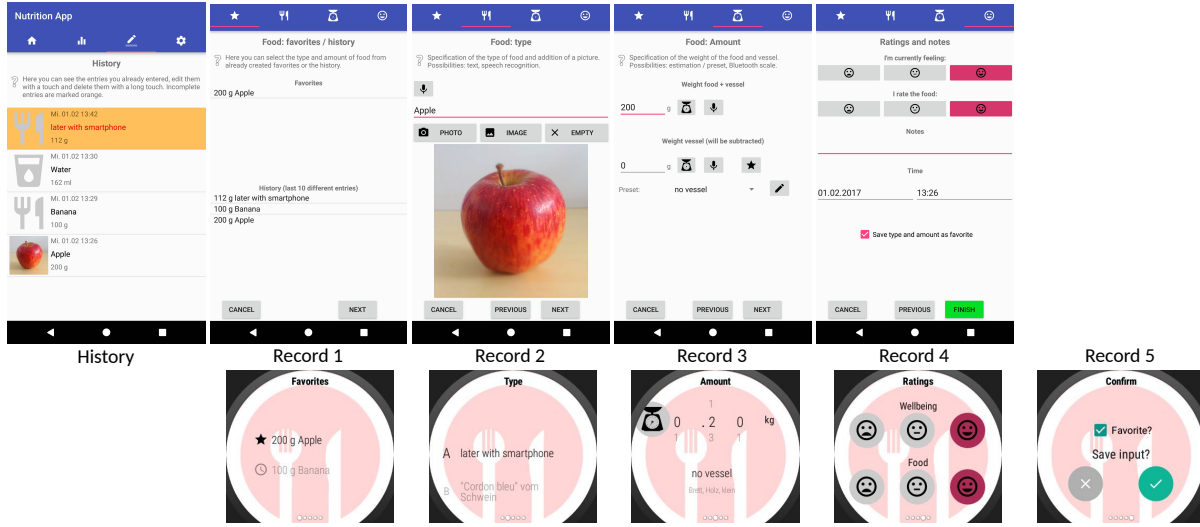 Nutrition App
History
Here you can see the entries you already entered, edit them
with a touch and delete them with a long touch. Incomplete
entries are marked orange.
Mi. 01.02 13:42
later with smartphone
112 g
Mi. 01.02 13:30
Water
162 ml
Mi. 01.02 13:29
Banana
100 g
Mi. 01.02 13:26
Apple
200 g
History
Food: favorites / history
Here you can select the type and amount of food from
already created favorites or the history.
Favorites
200 g Apple
History (last 10 different entries)
112 g later with smartphone
100 g Banana
200 g Apple
CANCEL
NEXT
Record 1
Food: type
Specification of the type of food and addition of a picture.
Possibilities: text, speech recognition.
Apple
PHOTO
IMAGE
EMPTY
CANCEL
PREVIOUS
NEXT
Record 2
Food: Amount
Specification of the weight of the food and vessel.
Possibilities: estimation / preset, Bluetooth scale.
Weight food + vessel
200 g
Weight vessel (will be subtracted)
0 g
Preset: no vessel
CANCEL
PREVIOUS
NEXT
Record 3
Ratings and notes
I'm currently feeling:
I rate the food:
Notes
Time
01.02.2017 13:26
Save type and amount as favorite
CANCEL
PREVIOUS
FINISH
Record 4
Record 5
Favorites
200 g Apple
100 g Banana
Type
A later with smartphone
B "Cordon bleu" vom
Schwein
Amount
1
0 . 2 0 kg
1 3 1
no vessel
Brett, Holz, klein
Ratings
Wellbeing
Food
Confirm
Favorite?
Save input?